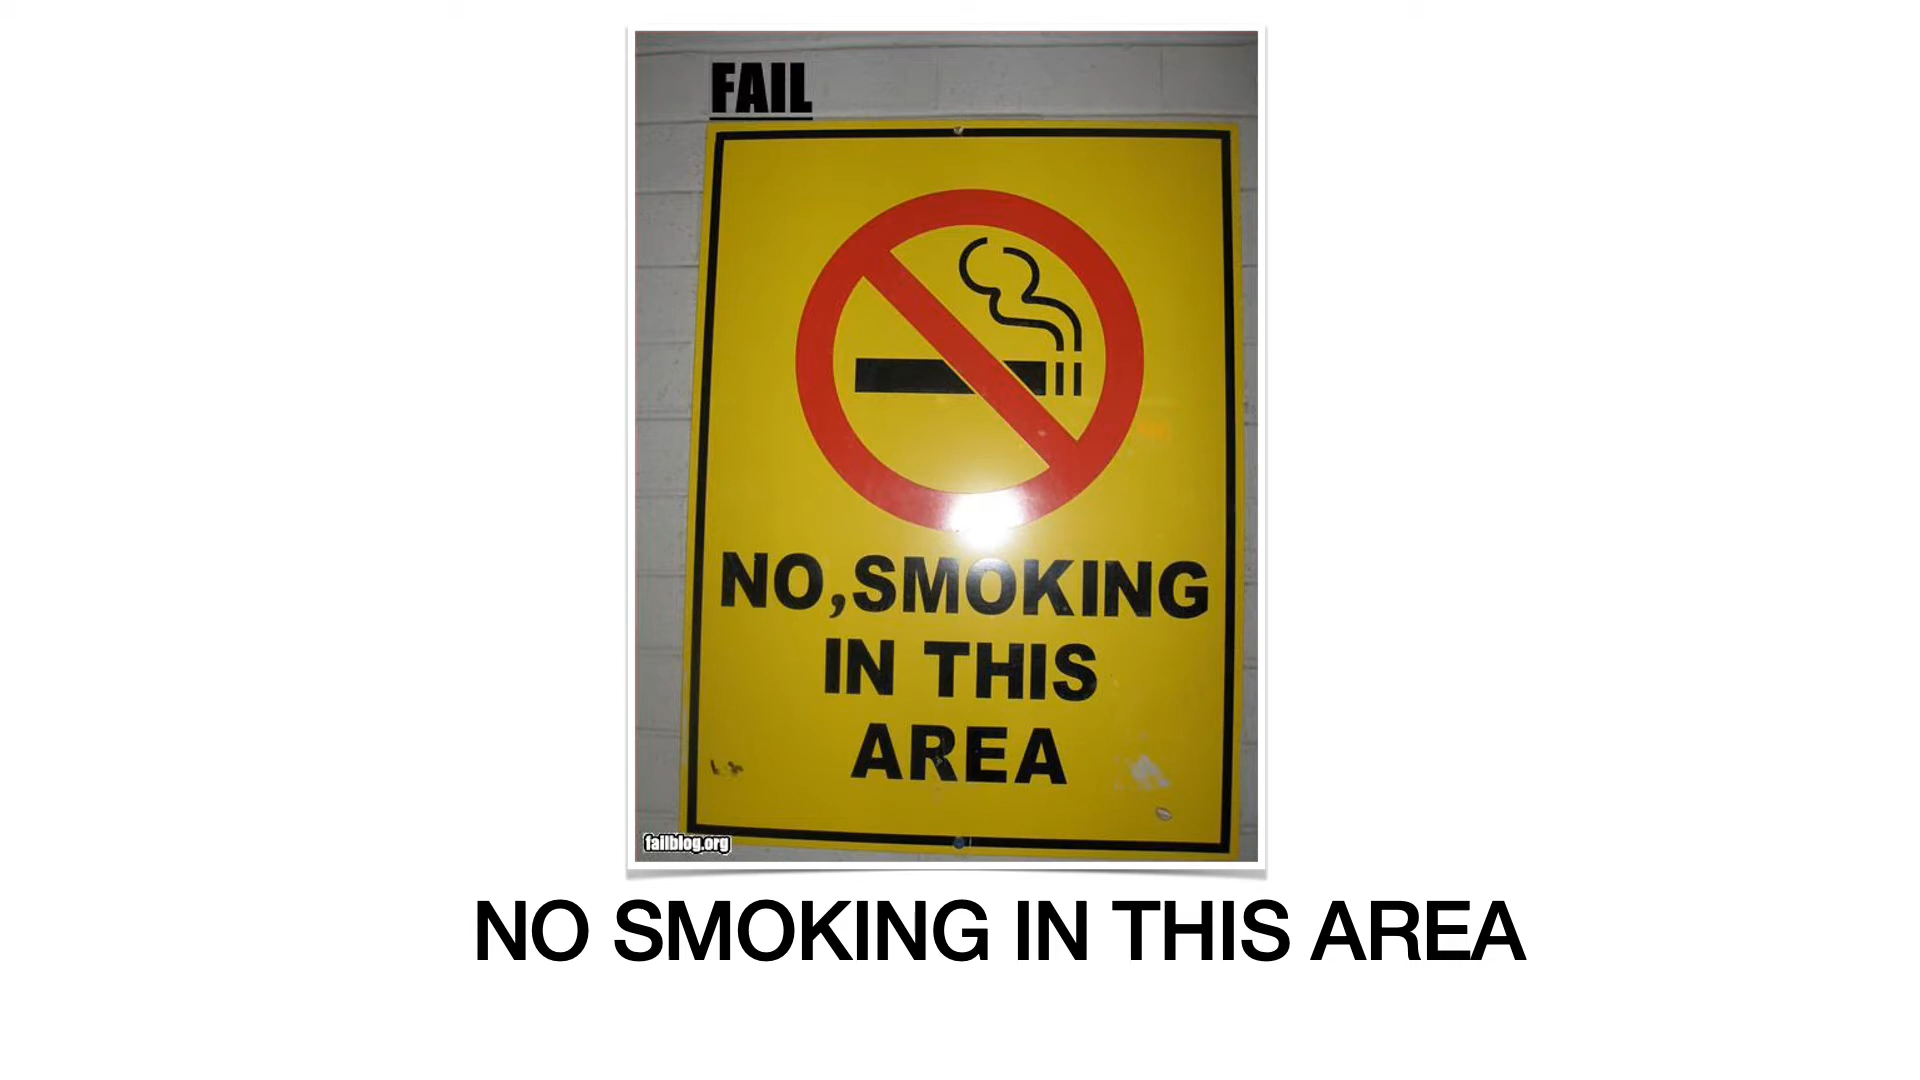 FAIL
NO,SMOKING
IN THIS
AREA
failblog.org
NO SMOKING IN THIS AREA